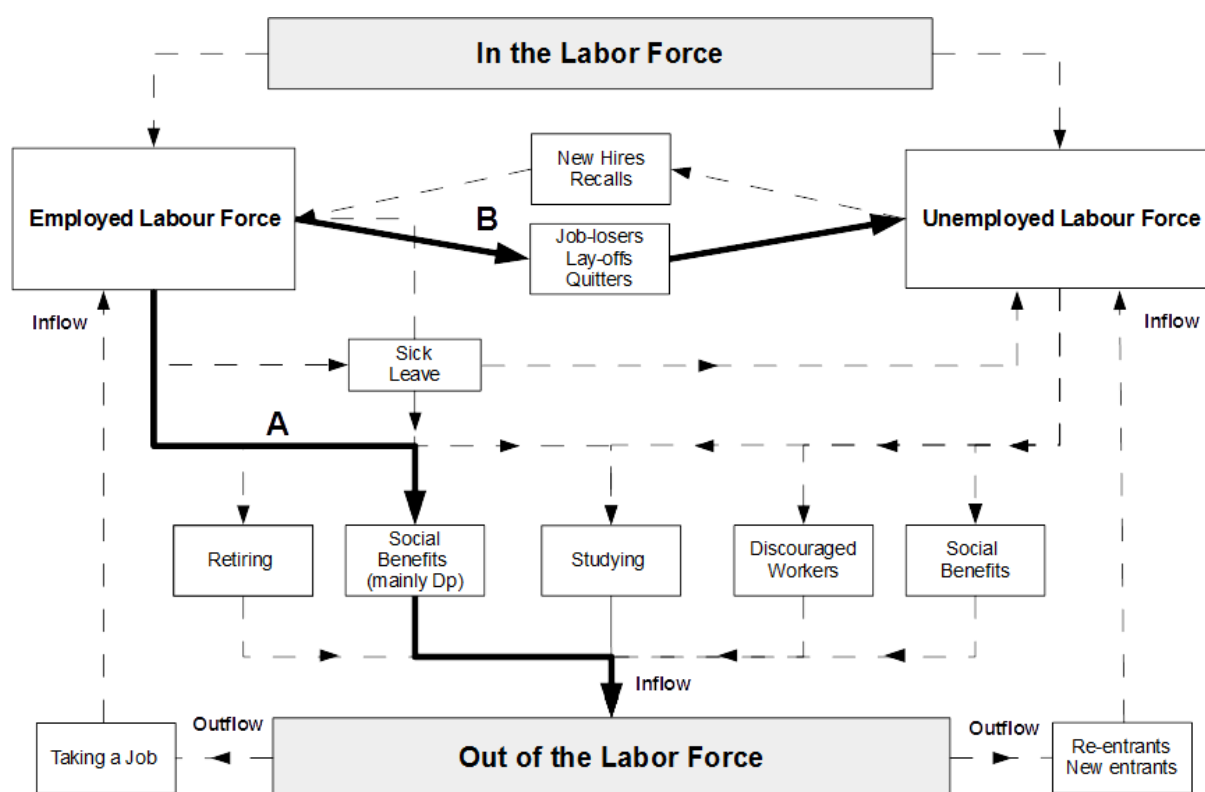 In the Labor Force
New Hires
Recalls
Employed Labour Force
B
Job-losers
Lay-offs
Quitters
Unemployed Labour Force
Inflow
Inflow
Sick
Leave
A
Retiring
Social
Benefits
(mainly Dp)
Studying
Discouraged
Workers
Social
Benefits
Inflow
Outflow
Outflow
Taking a Job
Out of the Labor Force
Re-entrants
New entrants